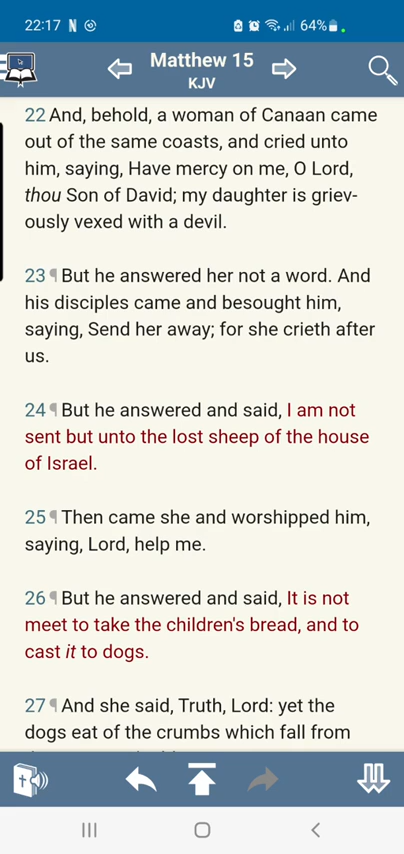 22:17 N 64%
Matthew 15
KJV
22 And, behold, a woman of Canaan came
out of the same coasts, and cried unto
him, saying, Have mercy on me, O Lord,
thou Son of David; my daughter is griev-
ously vexed with a devil.
23 ¶ But he answered her not a word. And
his disciples came and besought him,
saying, Send her away; for she crieth after
us.
24 ¶ But he answered and said, I am not
sent but unto the lost sheep of the house
of Israel.
25 ¶ Then came she and worshipped him,
saying, Lord, help me.
26 ¶ But he answered and said, It is not
meet to take the children's bread, and to
cast it to dogs.
27 ¶ And she said, Truth, Lord: yet the
dogs eat of the crumbs which fall from